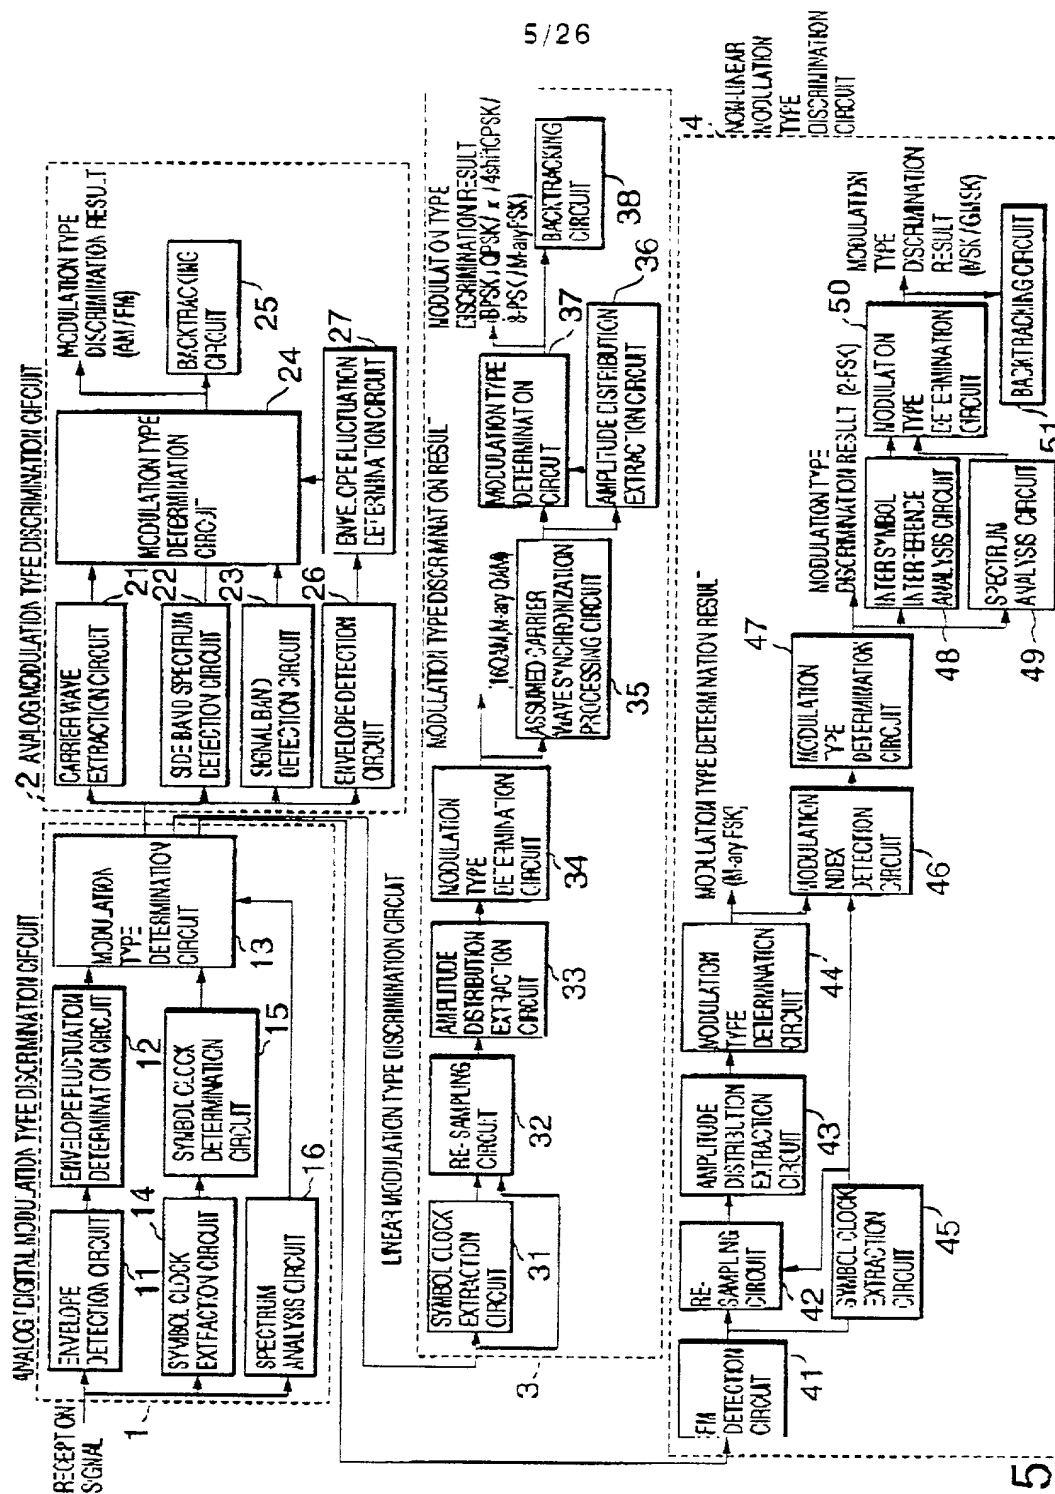 5/26
RECEPTION
SIGNAL
1
ANALOG DIGITAL MODULATION TYPE DISCRIMINATION CIRCUIT
ENVELOPE
DETECTION CIRCUIT
11
ENVELOPE FLUCTUATION
DETERMINATION CIRCUIT
12
MODULATION
TYPE
DETERMINATION
CIRCUIT
13
SYMBOL CLOCK
EXTRACTION CIRCUIT
14
SYMBOL CLOCK
DETERMINATION
CIRCUIT
15
SPECTRUM
ANALYSIS CIRCUIT
16
2
ANALOG MODULATION TYPE DISCRIMINATION CIRCUIT
CARRIER WAVE
EXTRACTION CIRCUIT
21
SIDE BAND SPECTRUM
DETECTION CIRCUIT
22
SIGNAL BAND
DETECTION CIRCUIT
23
ENVELOPE DETECTION
CIRCUIT
26
MODULATION TYPE
DETERMINATION
CIRCUIT
24
ENVELOPE FLUCTUATION
DETERMINATION CIRCUIT
27
MODULATION TYPE
DISCRIMINATION RESULT
(AM / FM)
BACKTRACKING
CIRCUIT
25
LINEAR MODULATION TYPE DISCRIMINATION CIRCUIT
3
SYMBOL CLOCK
EXTRACTION
CIRCUIT
31
RE-SAMPLING
CIRCUIT
32
AMPLITUDE
DISTRIBUTION
EXTRACTION
CIRCUIT
33
MODULATION
TYPE
DETERMINATION
CIRCUIT
34
MODULATION TYPE DISCRIMINATION RESULT
(16QAM,M-ary QAM)
ASSUMED CARRIER
WAVE SYNCHRONIZATION
PROCESSING CIRCUIT
35
MODULATION TYPE
DETERMINATION
CIRCUIT
37
AMPLITUDE DISTRIBUTION
EXTRACTION CIRCUIT
36
MODULATION TYPE
DISCRIMINATION RESULT
BACKTRACKING
CIRCUIT
38
4
NON-LINEAR
MODULATION
TYPE
DISCRIMINATION
CIRCUIT
FM
DETECTION
CIRCUIT
41
RE-
SAMPLING
CIRCUIT
42
AMPLITUDE
DISTRIBUTION
EXTRACTION
CIRCUIT
43
MODULATION
TYPE
DETERMINATION
CIRCUIT
44
SYMBOL CLOCK
EXTRACTION
CIRCUIT
45
MODULATION TYPE DETERMINATION RESULT
(M-ary FSK)
MODULATION
INDEX
DETECTION
CIRCUIT
46
MODULATION
TYPE
DETERMINATION
CIRCUIT
47
MODULATION TYPE
DISCRIMINATION RESULT (2-FSK)
INTER SYMBOL
INTERFERENCE
ANALYSIS CIRCUIT
48
SPECTRUM
ANALYSIS CIRCUIT
49
MODULATION
TYPE
DETERMINATION
CIRCUIT
50
MODULATION
TYPE
DISCRIMINATION
RESULT
(MSK / GMSK)
BACKTRACKING CIRCUIT
51
5